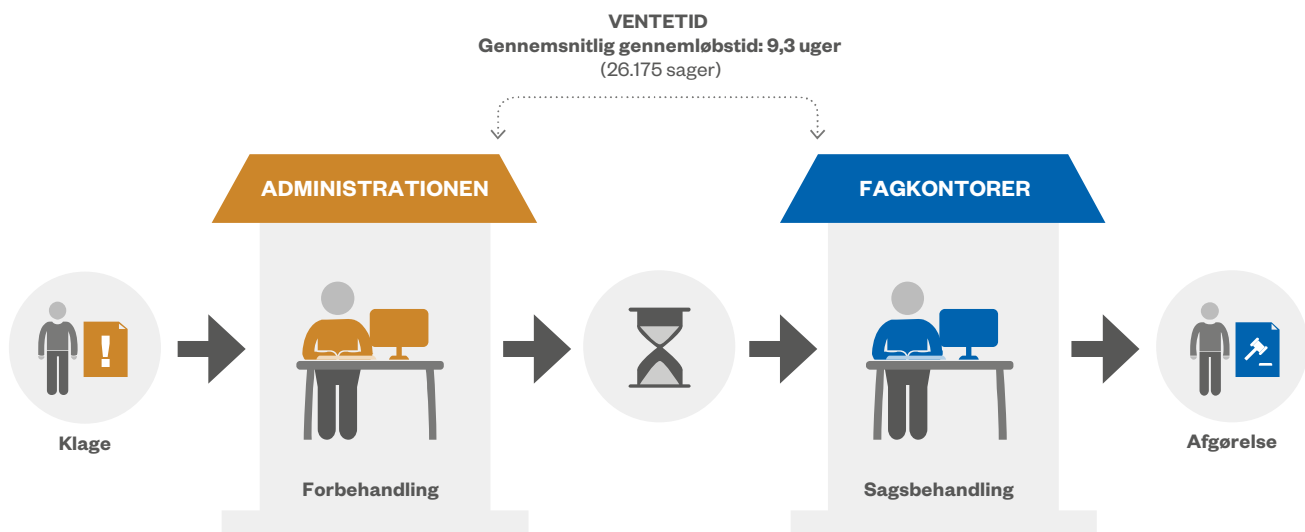 VENTETID
Gennemsnitlig gennemløbstid: 9,3 uger
(26.175 sager)
ADMINISTRATIONEN
FAGKONTORER
!
Klage
Forbehandling
Sagsbehandling
Afgørelse